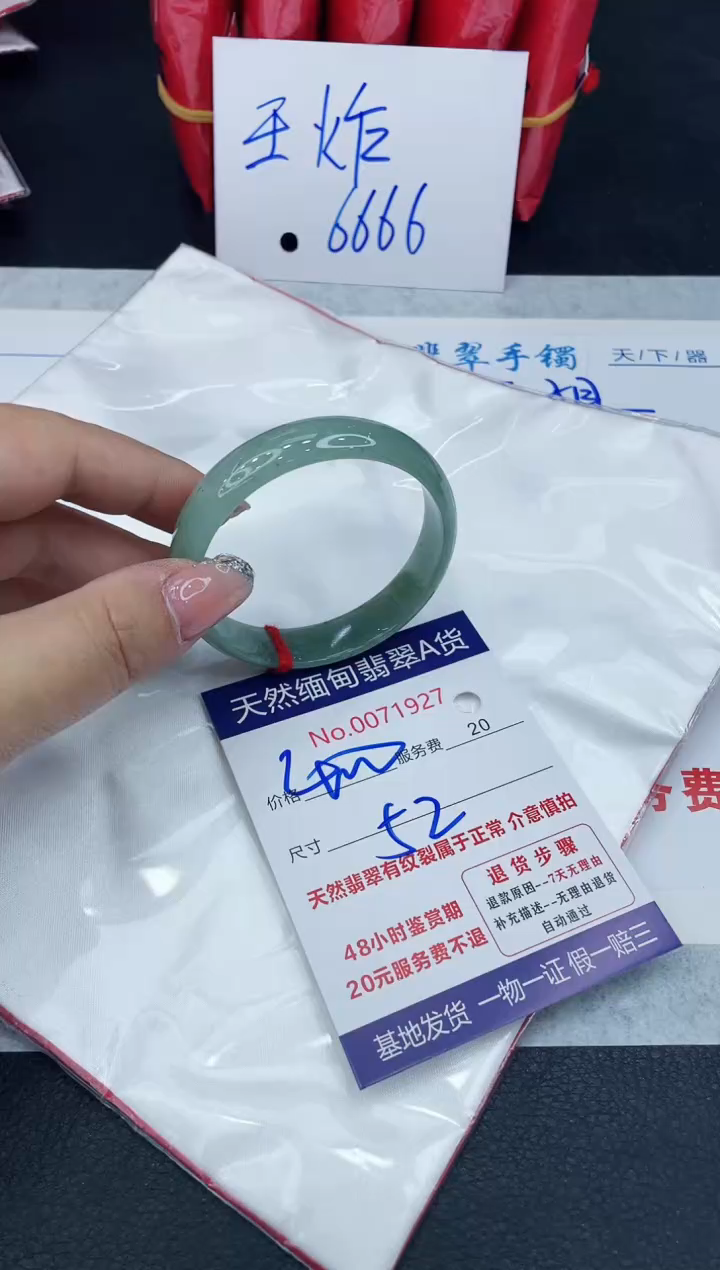 王炸
.6666
翡翠手镯
天/下/器
天然缅甸翡翠A货
No.0071927
价格
服务费 20
尺寸 52
天然翡翠有纹裂属于正常 介意慎拍
48小时鉴赏期
20元服务费不退
退货步骤
退款原因--7天无理由
补充描述--无理由退货
自动通过
基地发货 一物一证 假一赔三
务费